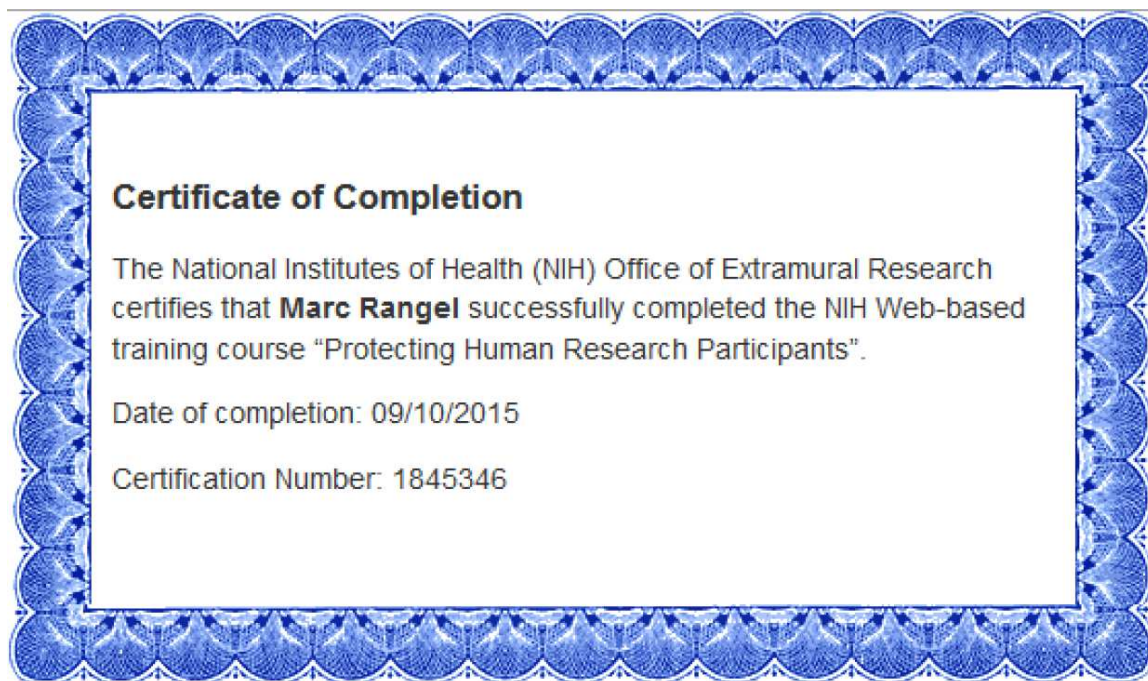 Certificate of Completion
The National Institutes of Health (NIH) Office of Extramural Research
certifies that Marc Rangel successfully completed the NIH Web-based
training course “Protecting Human Research Participants”.
Date of completion: 09/10/2015
Certification Number: 1845346